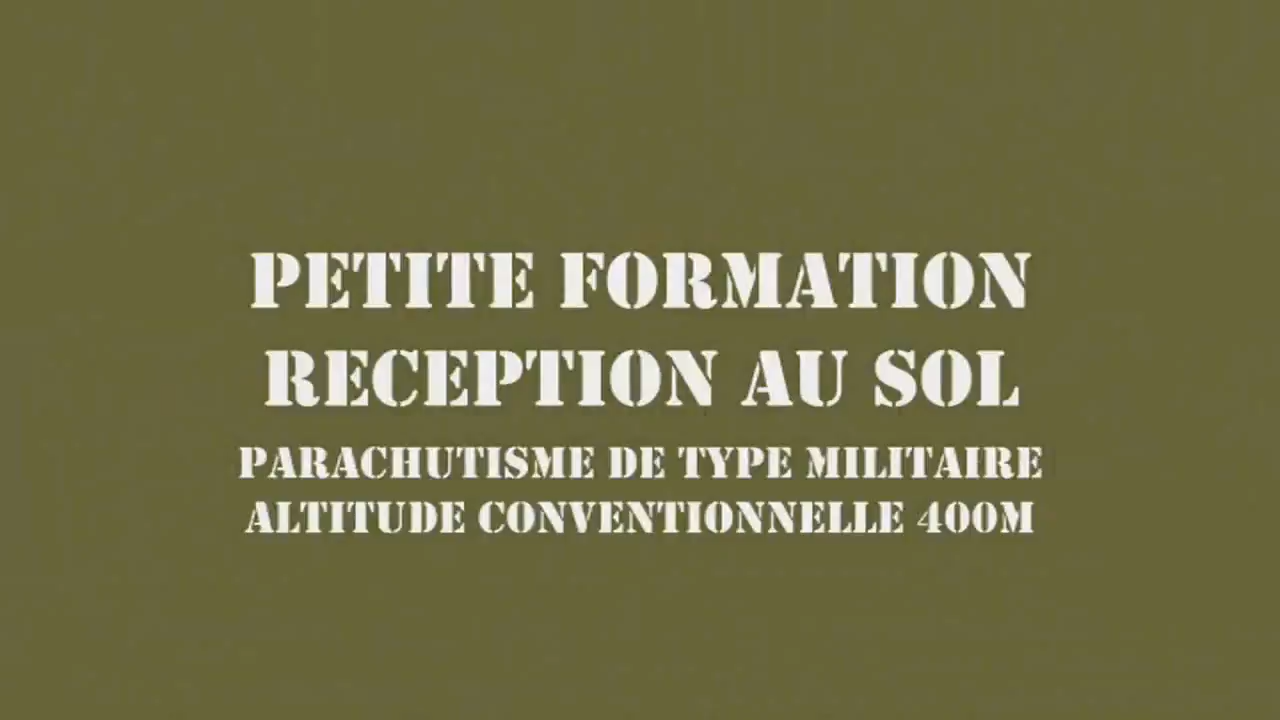 PETITE FORMATION
RECEPTION AU SOL
PARACHUTISME DE TYPE MILITAIRE
ALTITUDE CONVENTIONNELLE 400M